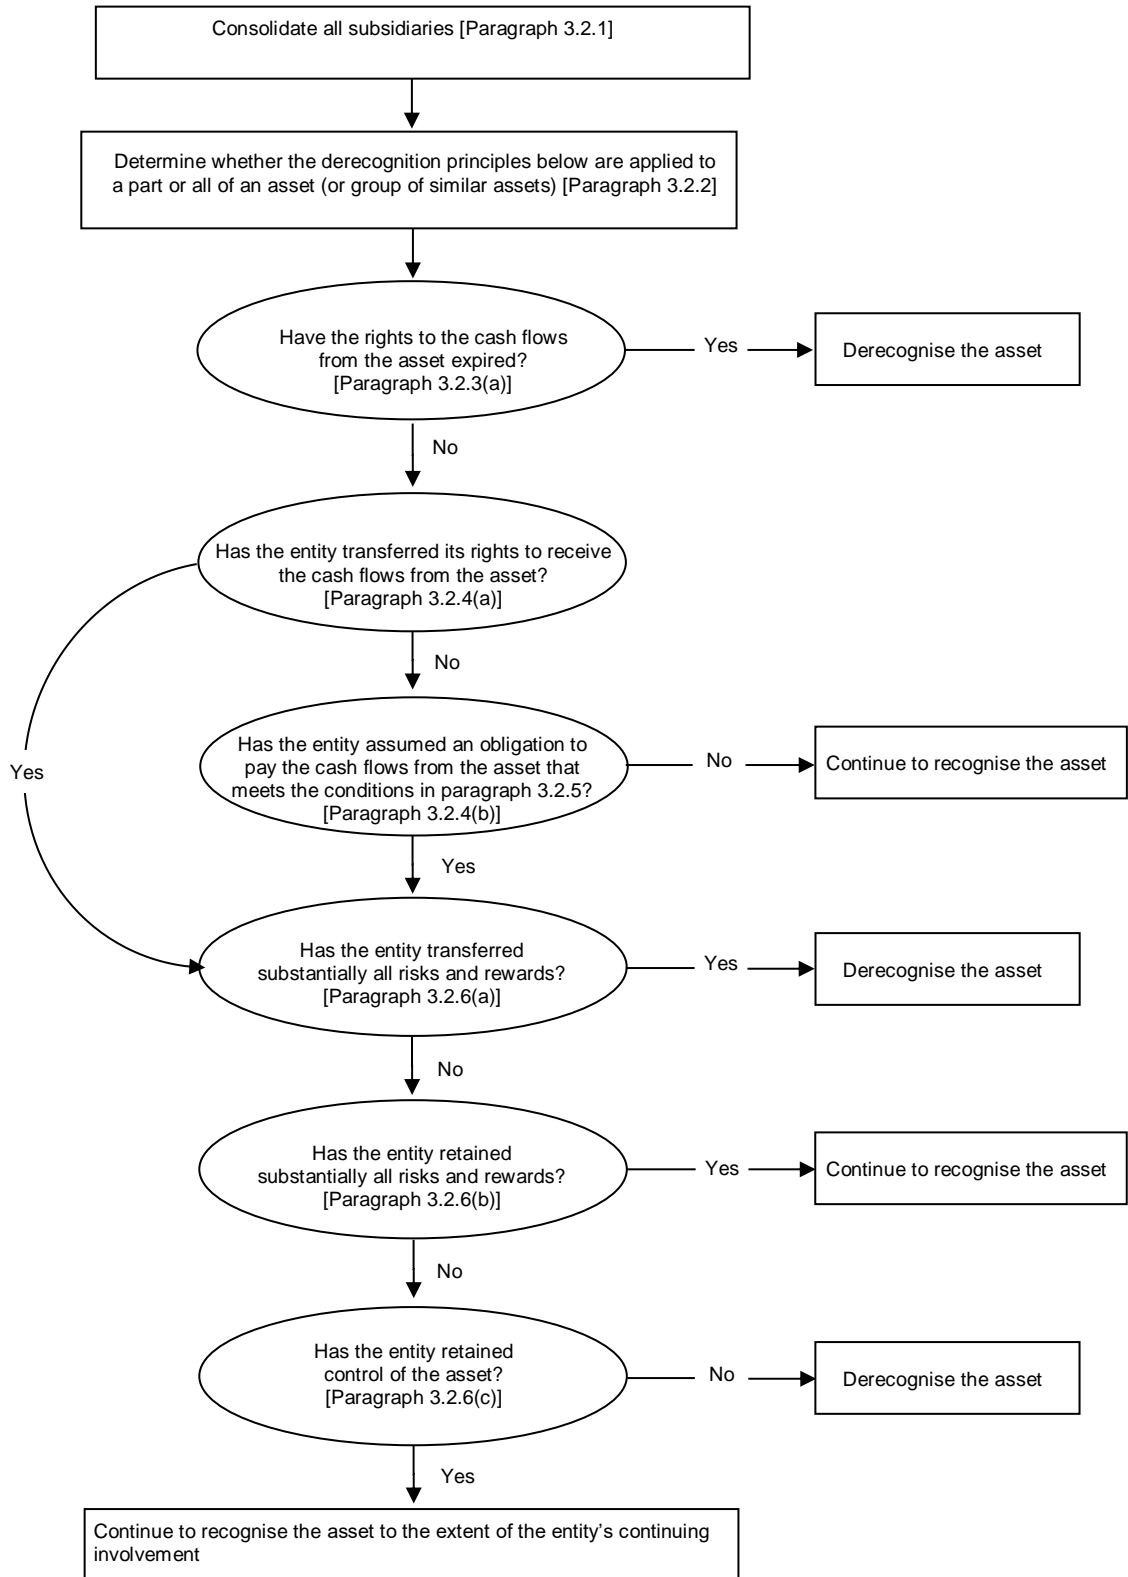 Consolidate all subsidiaries [Paragraph 3.2.1]
Determine whether the derecognition principles below are applied to
a part or all of an asset (or group of similar assets) [Paragraph 3.2.2]
Have the rights to the cash flows
from the asset expired?
[Paragraph 3.2.3(a)]
Yes
Derecognise the asset
No
Has the entity transferred its rights to receive
the cash flows from the asset?
[Paragraph 3.2.4(a)]
No
Yes
Has the entity assumed an obligation to
pay the cash flows from the asset that
meets the conditions in paragraph 3.2.5?
[Paragraph 3.2.4(b)]
No
Continue to recognise the asset
Yes
Has the entity transferred
substantially all risks and rewards?
[Paragraph 3.2.6(a)]
Yes
Derecognise the asset
No
Has the entity retained
substantially all risks and rewards?
[Paragraph 3.2.6(b)]
Yes
Continue to recognise the asset
No
Has the entity retained
control of the asset?
[Paragraph 3.2.6(c)]
No
Derecognise the asset
Yes
Continue to recognise the asset to the extent of the entity’s continuing
involvement